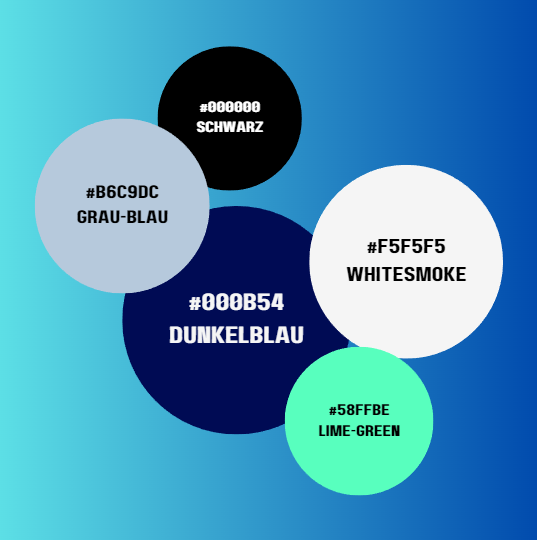 #000000
SCHWARZ
#B6C9DC
GRAU-BLAU
#F5F5F5
WHITESMOKE
#000B54
DUNKELBLAU
#58FFBE
LIME-GREEN